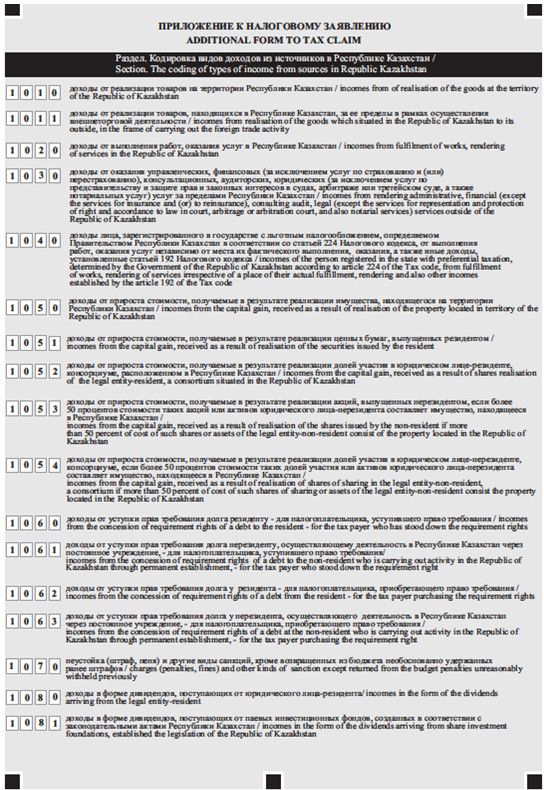 ПРИЛОЖЕНИЕ К НАЛОГОВОМУ ЗАЯВЛЕНИЮ
ADDITIONAL FORM TO TAX CLAIM
Раздел. Кодировка видов доходов из источников в Республике Казахстан /
Section. The coding of types of income from sources in Republic Kazakhstan
1010 доходы от реализации товаров на территории Республики Казахстан / incomes from of realisation of the goods at the territory
of the Republic of Kazakhstan
1011 доходы от реализации товаров, находящихся в Республике Казахстан, за ее пределы в рамках осуществления
внешнеторговой деятельности / incomes from realisation of the goods which situated in the Republic of Kazakhstan to its
outside, in the frame of carrying out the foreign trade activity
1020 доходы от выполнения работ, оказания услуг в Республике Казахстан / incomes from fulfilment of works, rendering
of services in the Republic of Kazakhstan
1030 доходы от оказания управленческих, финансовых (за исключением услуг по страхованию и (или)
перестрахованию), консультационных, аудиторских, юридических (за исключением услуг по
представительству и защите прав и законных интересов в судах, арбитраже или третейском суде, а также
нотариальных услуг) услуг за пределами Республики Казахстан / incomes from rendering administrative, financial (except
the services for insurance and (or) to reinsurance), consulting audit, legal (except the services for representation and protection
of right and accordance to law in court, arbitrage or arbitration court, and also notarial services) services outside of the
Republic of Kazakhstan
1040 доходы лица, зарегистрированного в государстве с льготным налогообложением, определяемом
Правительством Республики Казахстан в соответствии со статьей 224 Налогового кодекса, от выполнения
работ, оказания услуг независимо от места их фактического выполнения, оказания, а также иные доходы,
установленные статьей 192 Налогового кодекса / incomes of the person registered in the state with preferential taxation,
determined by the Government of the Republic of Kazakhstan according to article 224 of the Tax code, from fulfillment
of works, rendering services irrespective of a place of their actual fulfillment, rendering and also other incomes
established by the article 192 of the Tax Code
1050 доходы от прироста стоимости, получаемые в результате реализации имущества, находящегося на территории
Республики Казахстан / incomes from the capital gain, received as a result of realisation of the property located in territory of the
Republic of Kazakhstan
1051 доходы от прироста стоимости, получаемые в результате реализации ценных бумаг, выпущенных резидентом /
incomes from the capital gain, received as a result of realisation of the securities issued by the resident
1052 доходы от прироста стоимости, получаемые в результате реализации долей участия в юридическом лице-резиденте,
консорциуме, расположенном в Республике Казахстан / incomes from the capital gain, received as a result of shares realisation
of the legal entity-resident, a consortium situated in the Republic of Kazakhstan
1053 доходы от прироста стоимости, получаемые в результате реализации акций, выпущенных нерезидентом, если более
50 процентов стоимости таких акций или активов юридического лица-нерезидента составляет имущество, находящееся
в Республике Казахстан /
incomes from the capital gain, received as a result of realisation of the shares issued by the non-resident if more
than 50 percent of cost of such shares or assets of the legal entity-non-resident consist of the property located in the Republic of
Kazakhstan
1054 доходы от прироста стоимости, получаемые в результате реализации долей участия в юридическом лице-нерезиденте,
консорциуме, если более 50 процентов стоимости таких долей участия или активов юридического лица-нерезидента
составляет имущество, находящееся в Республике Казахстан /
incomes from the capital gain, received as a result of realisation of shares of sharing in the legal entity-non-resident,
a consortium if more than 50 percent of cost of such shares of sharing or assets of the legal entity-non-resident consist the property
located in the Republic of Kazakhstan
1060 доходы от уступки прав требования долга резиденту - для налогоплательщика, уступившего право требования / incomes
from the concession of requirement rights of a debt to the resident - for the tax payer who has stood down the requirement rights
1061 доходы от уступки прав требования долга нерезиденту, осуществляющему деятельность в Республике Казахстан через
постоянное учреждение, - для налогоплательщика, уступившего право требования/
incomes from the concession of requirement rights of a debt to the non-resident who is carrying out activity in the Republic of
Kazakhstan through permanent establishment, - for the tax payer who stood down the requirement right
1062 доходы от уступки прав требования долга у резидента - для налогоплательщика, приобретающего право требования /
incomes from the concession of requirement rights of a debt from the resident - for the tax payer purchasing the requirement rights
1063 доходы от уступки прав требования долга у нерезидента, осуществляющего деятельность в Республике Казахстан
через постоянное учреждение, - для налогоплательщика, приобретающего право требования /
incomes from the concession of requirement rights of a debt at the non-resident who is carrying out activity in the Republic of
Kazakhstan through permanent establishment, - for the tax payer purchasing the requirement right
1070 неустойка (штраф, пеня) и другие виды санкций, кроме возвращенных из бюджета необоснованно удержанных
ранее штрафов / charges (penalties, fines) and other kinds of sanction except returned from the budget penalties unreasonably
withheld previously
1080 доходы в форме дивидендов, поступающих от юридического лица-резидента/ incomes in the form of the dividends
arriving from the legal entity-resident
1081 доходы в форме дивидендов, поступающих от паевых инвестиционных фондов, созданных в соответствии с
законодательными актами Республики Казахстан / incomes in the form of the dividends arriving from share investment
foundations, established the legislation of the Republic of Kazakhstan